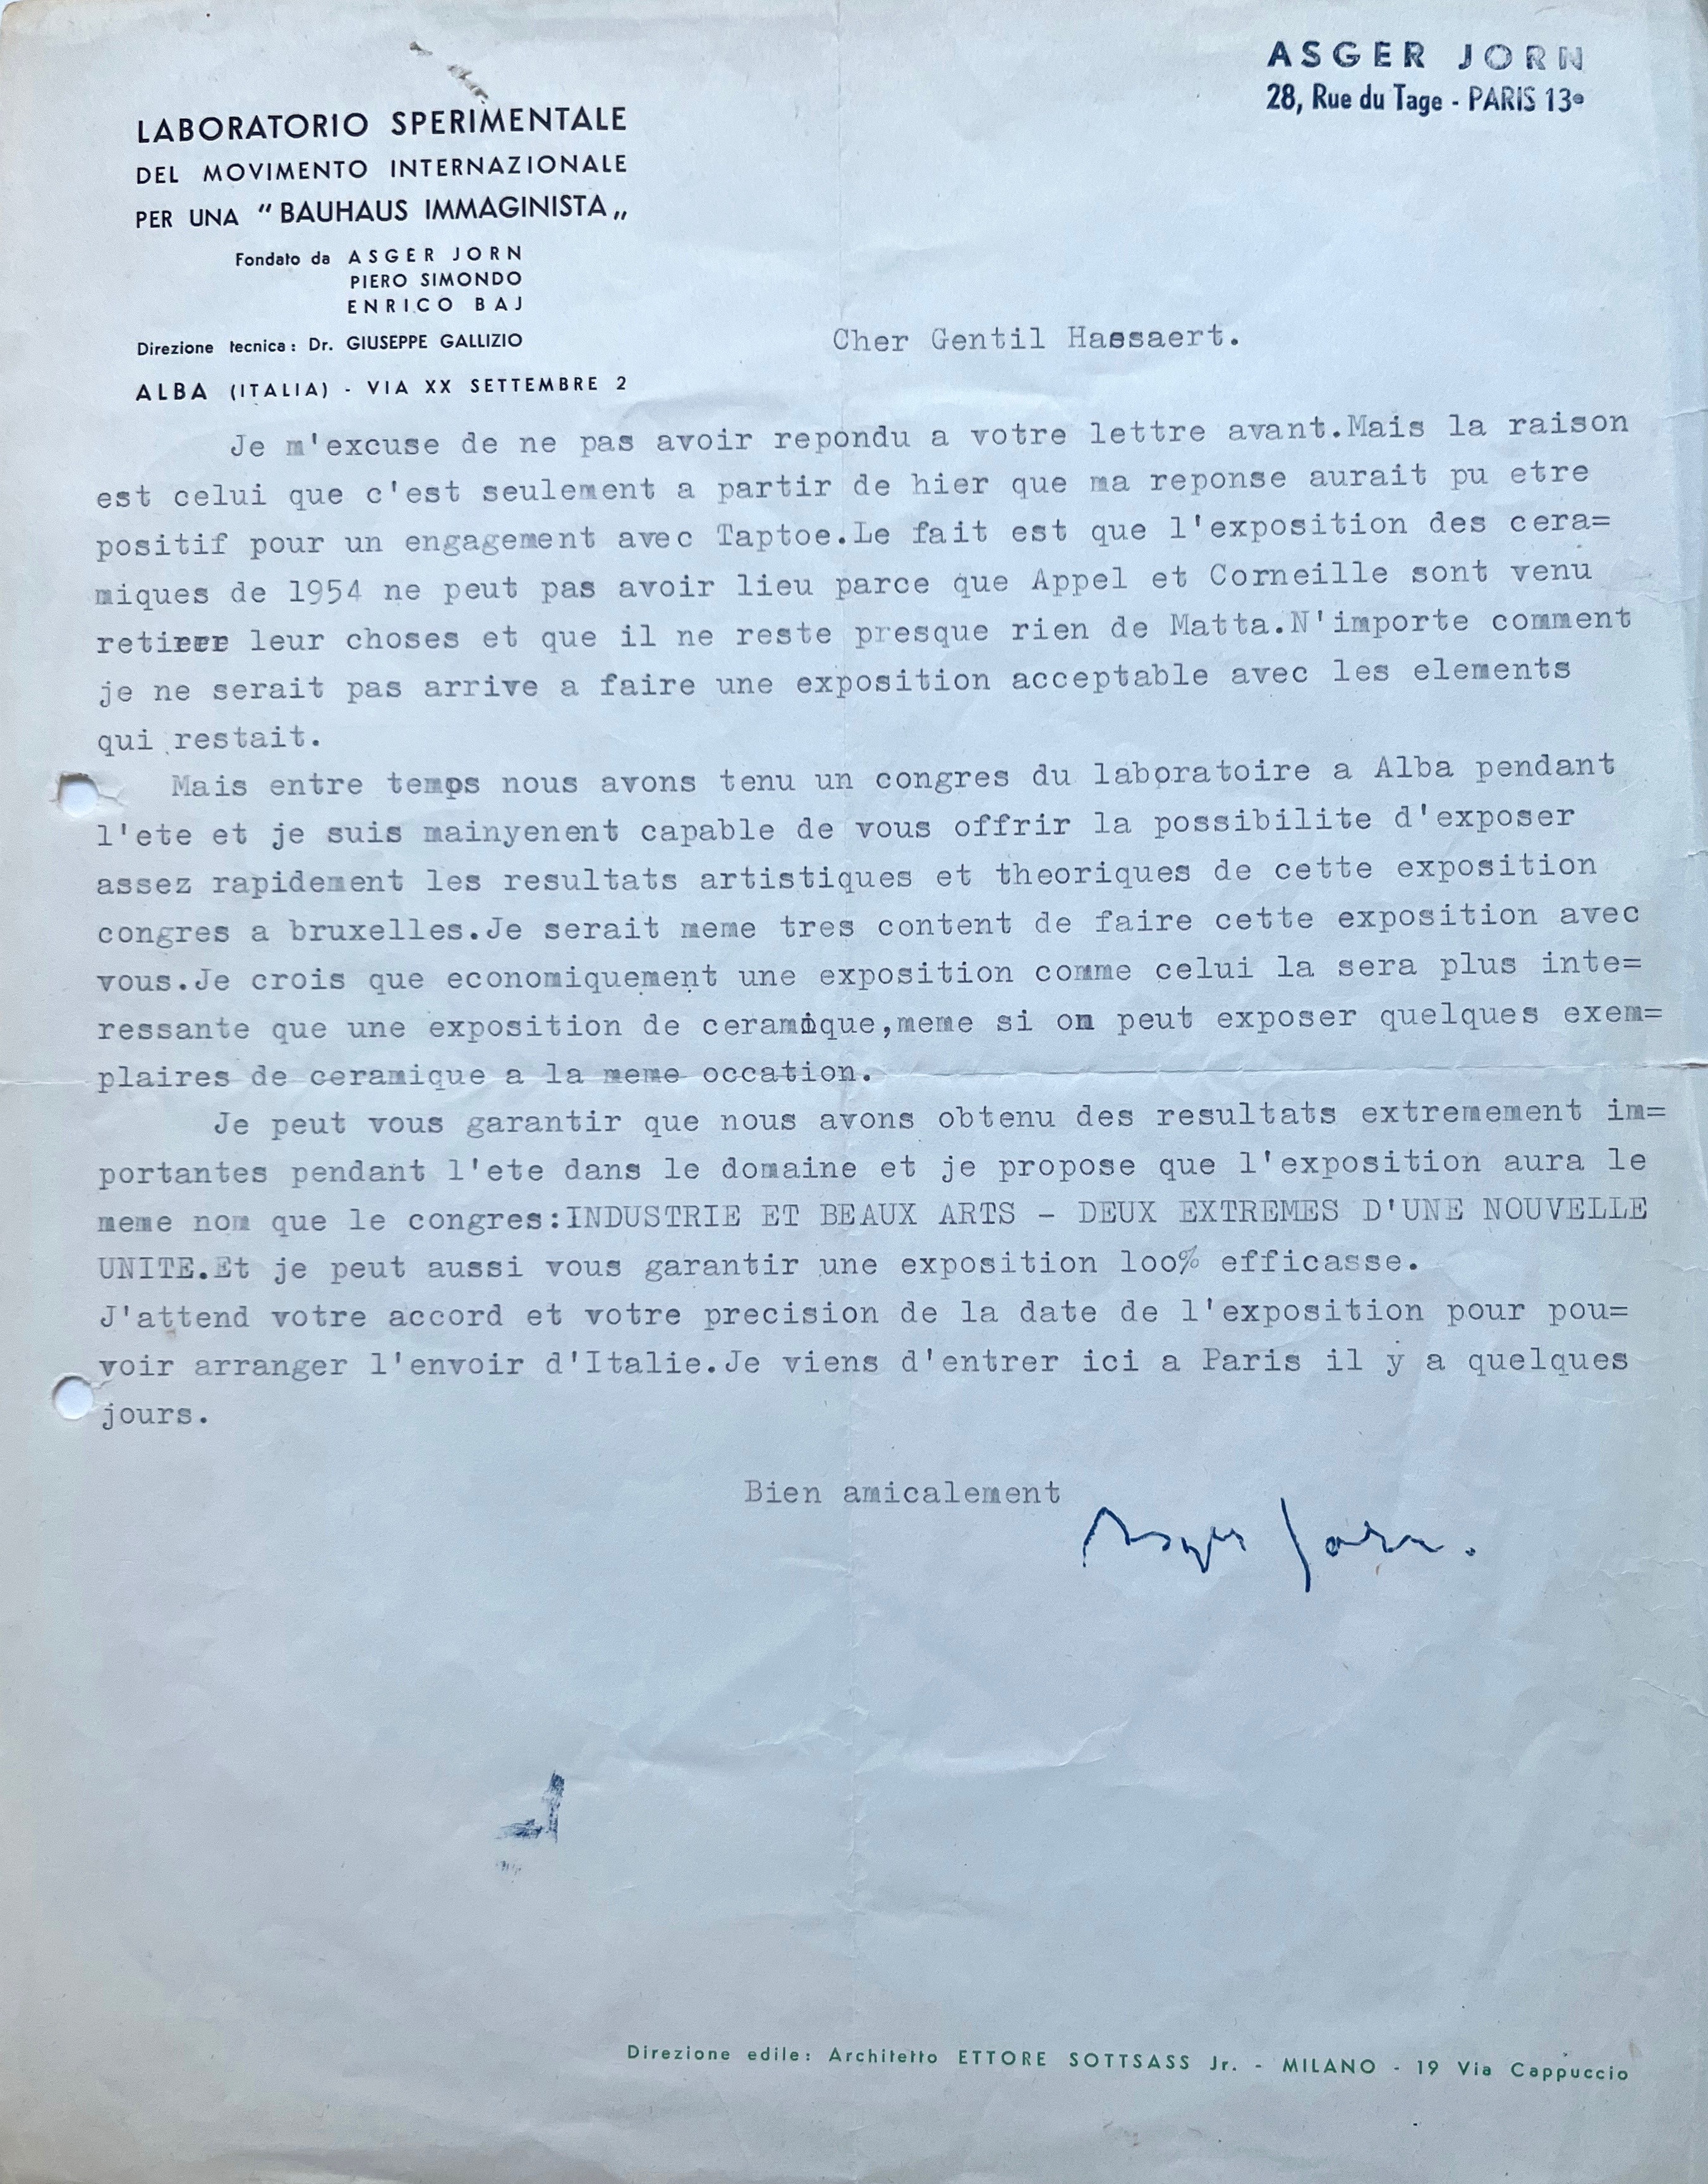 ASGER JORN
28, Rue du Tage - PARIS 13e
LABORATORIO SPERIMENTALE
DEL MOVIMENTO INTERNAZIONALE
PER UNA "BAUHAUS IMMAGINISTA„
Fondato da ASGER JORN
PIERO SIMONDO
ENRICO BAJ
Direzione tecnica: Dr. GIUSEPPE GALLIZIO
ALBA (ITALIA) - VIA XX SETTEMBRE 2
Cher Gentil Haesaert.
Je m'excuse de ne pas avoir repondu a votre lettre avant.Mais la raison
est celui que c'est seulement a partir de hier que ma reponse aurait pu etre
positif pour un engagement avec Taptoe.Le fait est que l'exposition des cera=
miques de 1954 ne peut pas avoir lieu parce que Appel et Corneille sont venu
retirer leur choses et que il ne reste presque rien de Matta.N'importe comment
je ne serait pas arrive a faire une exposition acceptable avec les elements
qui restait.
Mais entre temps nous avons tenu un congres du laboratoire a Alba pendant
l'ete et je suis mainyenent capable de vous offrir la possibilite d'exposer
assez rapidement les resultats artistiques et theoriques de cette exposition
congres a bruxelles.Je serait meme tres content de faire cette exposition avec
vous.Je crois que economiquement une exposition comme celui la sera plus inte=
ressante que une exposition de ceramique,meme si on peut exposer quelques exem=
plaires de ceramique a la meme occation.
Je peut vous garantir que nous avons obtenu des resultats extremement im=
portantes pendant l'ete dans le domaine et je propose que l'exposition aura le
meme nom que le congres:INDUSTRIE ET BEAUX ARTS - DEUX EXTREMES D'UNE NOUVELLE
UNITE.Et je peut aussi vous garantir une exposition loo% efficasse.
J'attend votre accord et votre precision de la date de l'exposition pour pou=
voir arranger l'envoir d'Italie.Je viens d'entrer ici a Paris il y a quelques
jours.
Bien amicalement
Asger Jorn.
Direzione edile: Architetto ETTORE SOTTSASS Jr. - MILANO - 19 Via Cappuccio